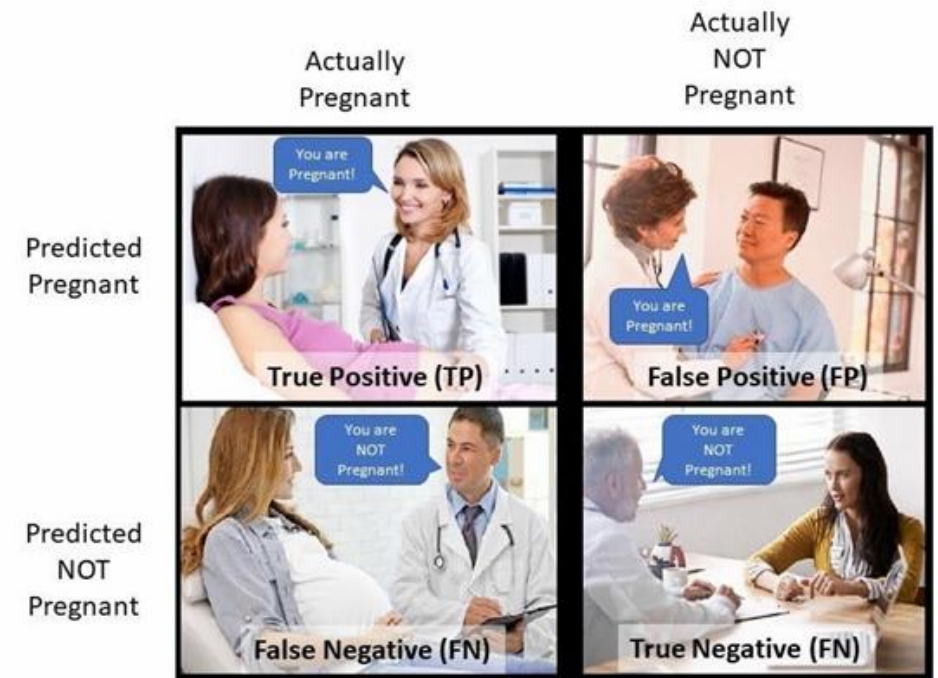 Actually
Pregnant
Actually
NOT
Pregnant
Predicted
Pregnant
You are
Pregnant!
True Positive (TP)
You are
Pregnant!
False Positive (FP)
Predicted
NOT
Pregnant
You are
NOT
Pregnant!
False Negative (FN)
You are
NOT
Pregnant!
True Negative (FN)